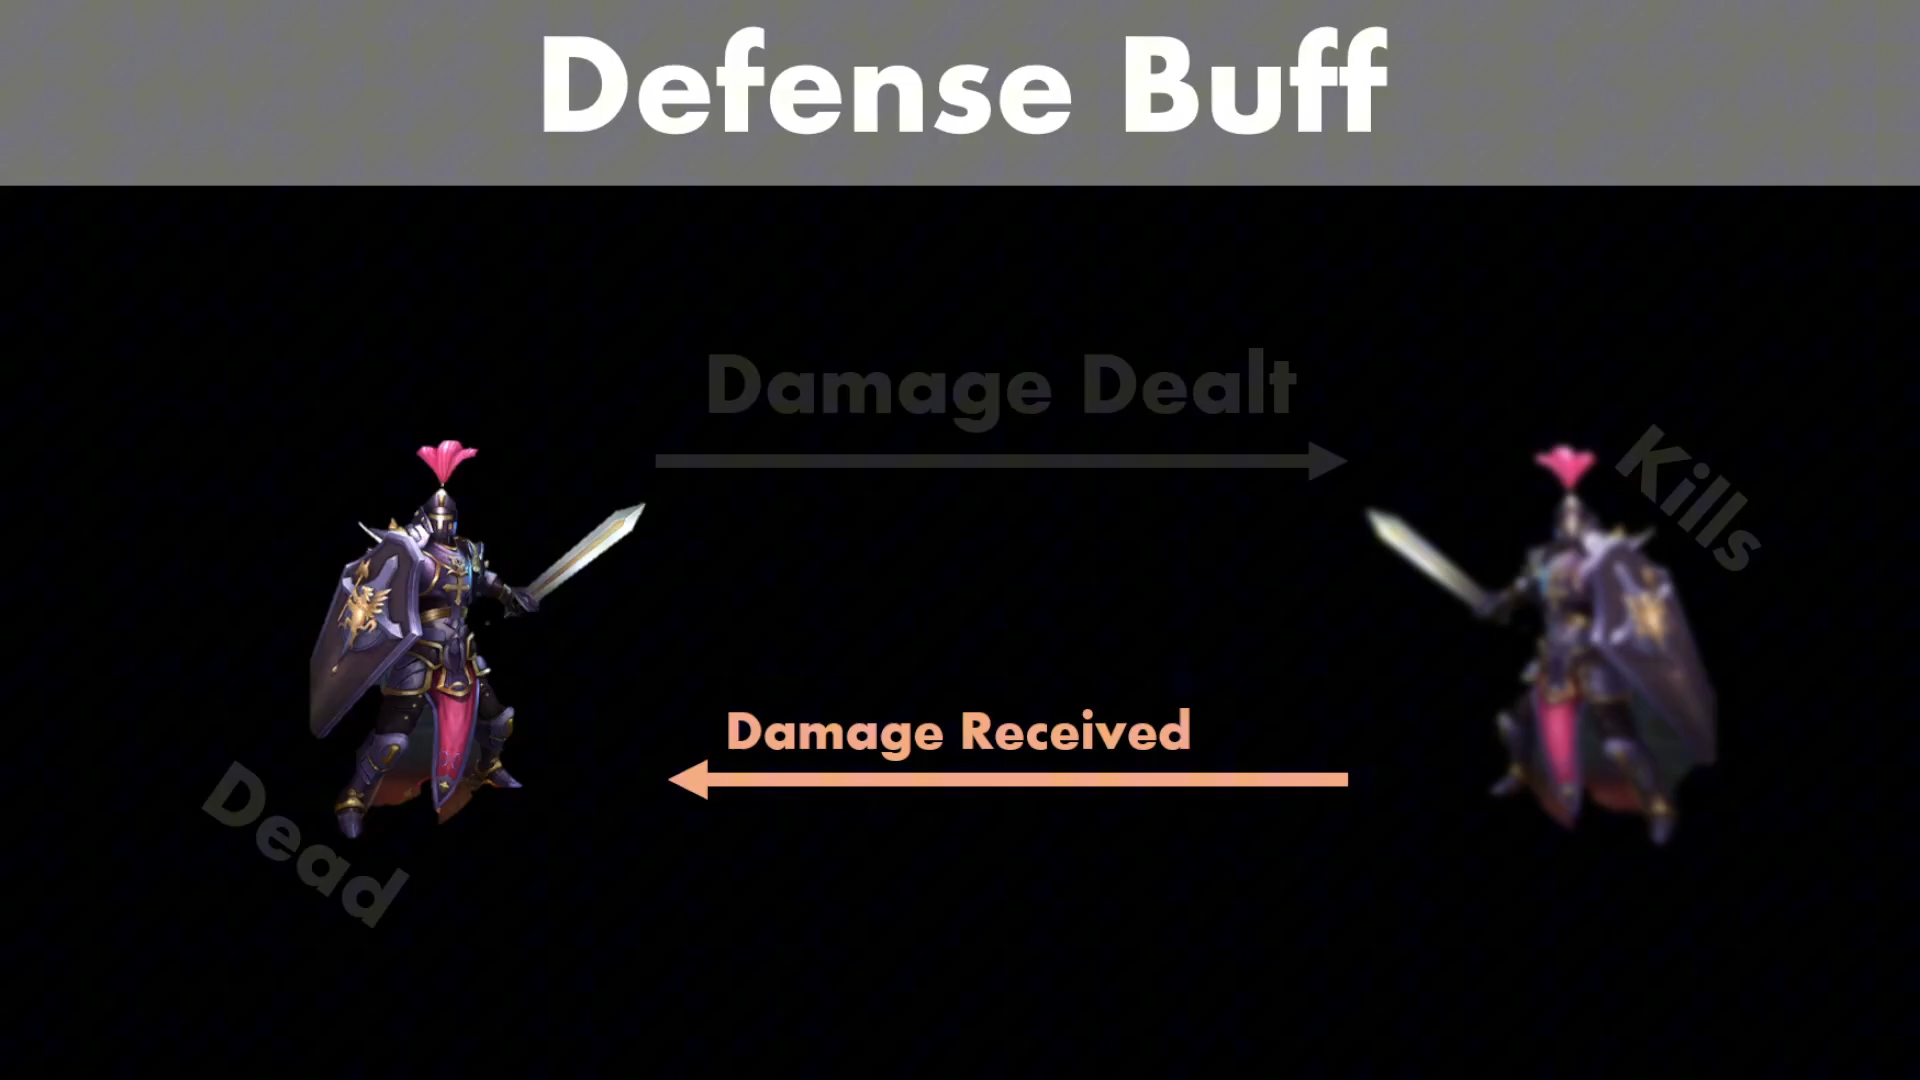 Defense Buff
Damage Dealt
Kills
Damage Received
Dead